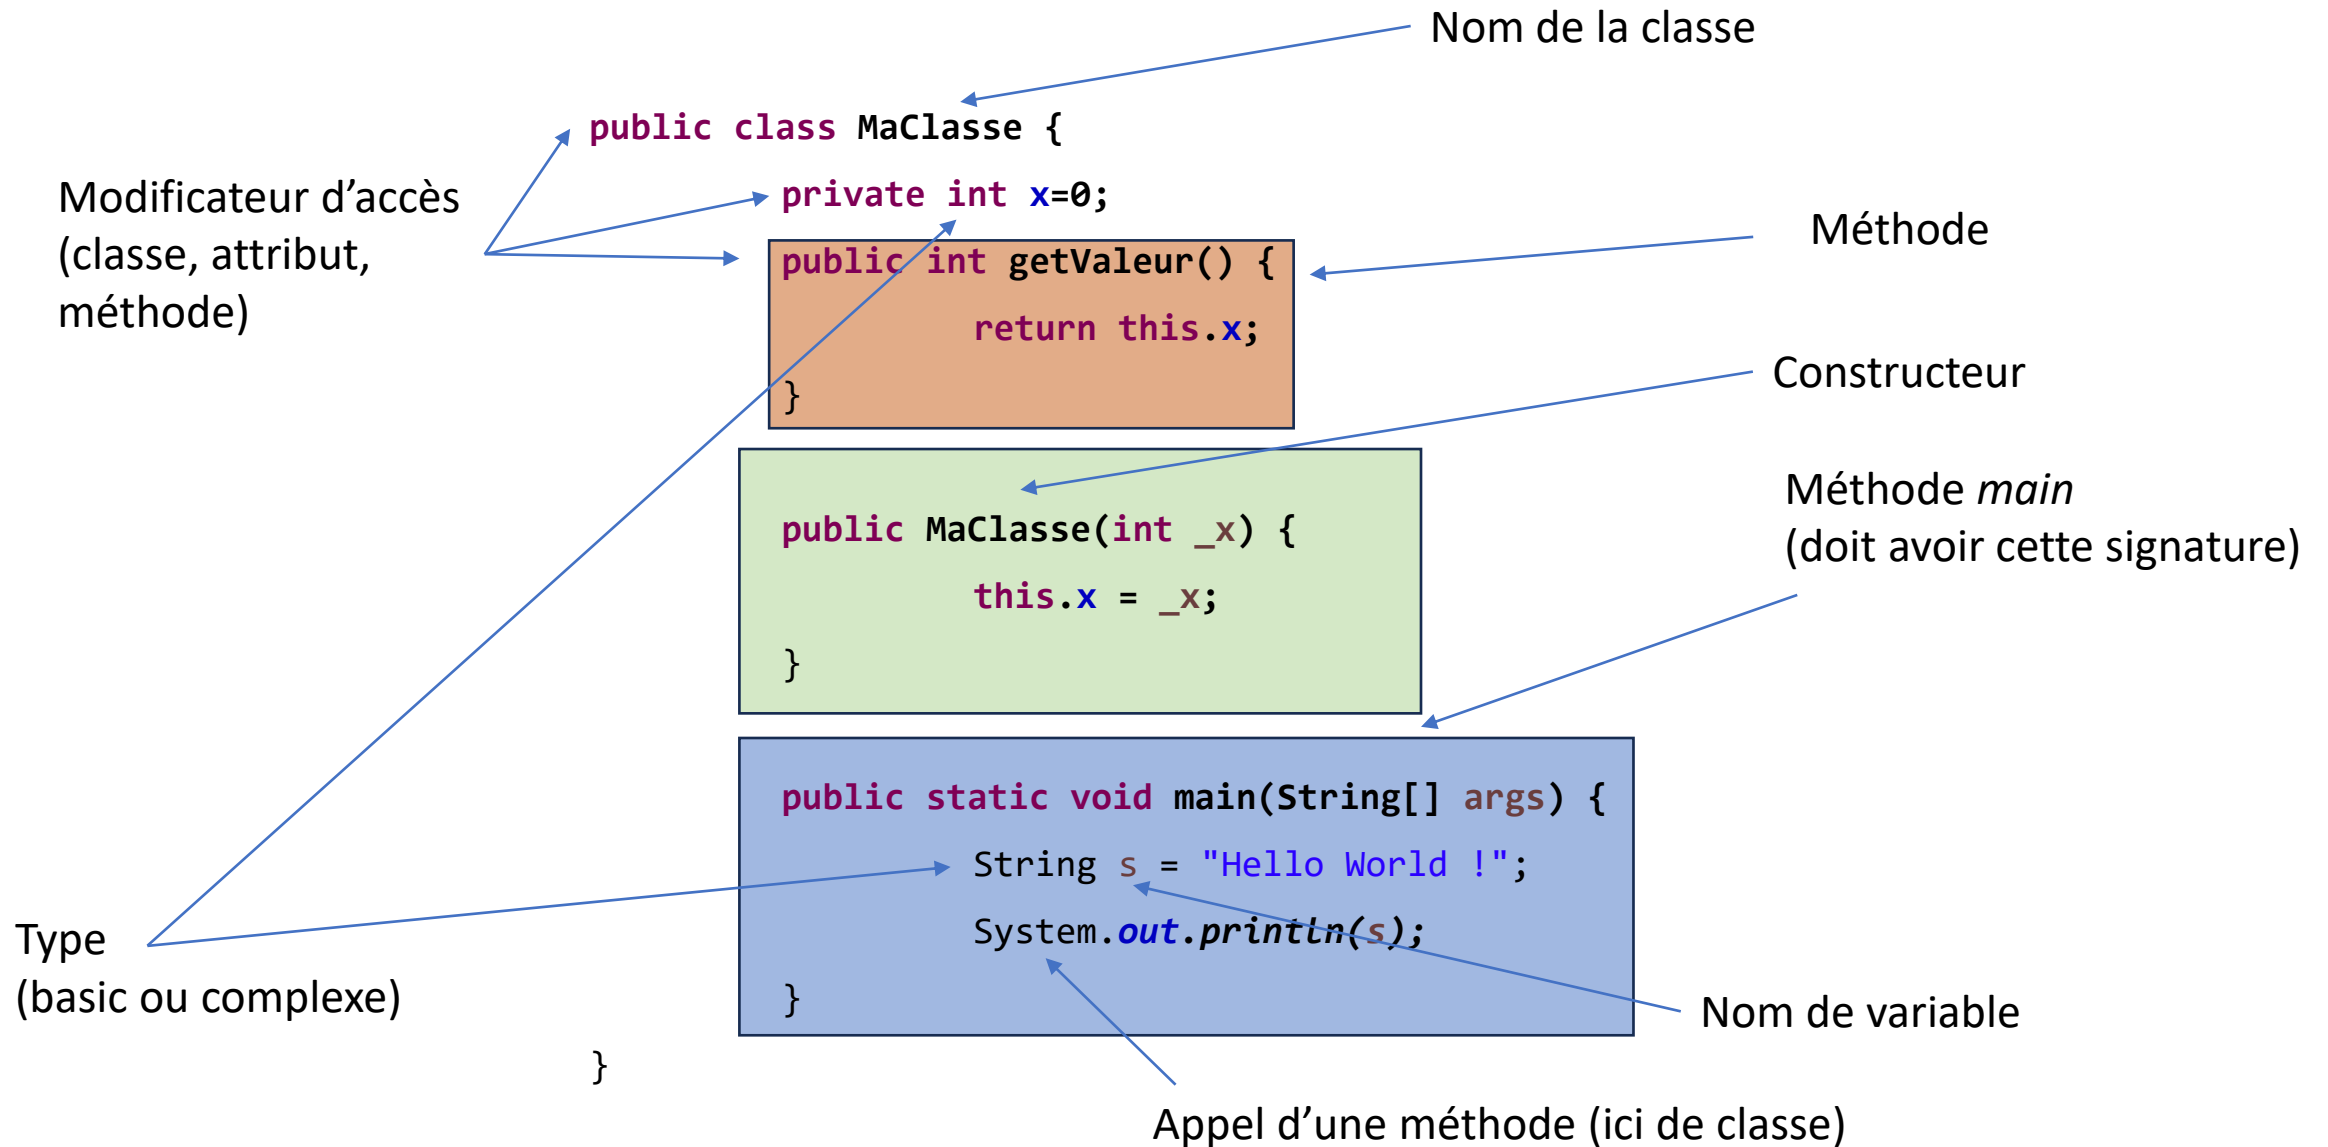 Nom de la classe
public class MaClasse {
Modificateur d’accès
(classe, attribut,
méthode)
private int x=0;
Méthode
public int getValeur() {
return this.x;
}
Constructeur
Méthode main
(doit avoir cette signature)
public MaClasse(int _x) {
this.x = _x;
}
public static void main(String[] args) {
String s = "Hello World !";
System.out.println(s);
}
Type
(basic ou complexe)
Nom de variable
}
Appel d’une méthode (ici de classe)